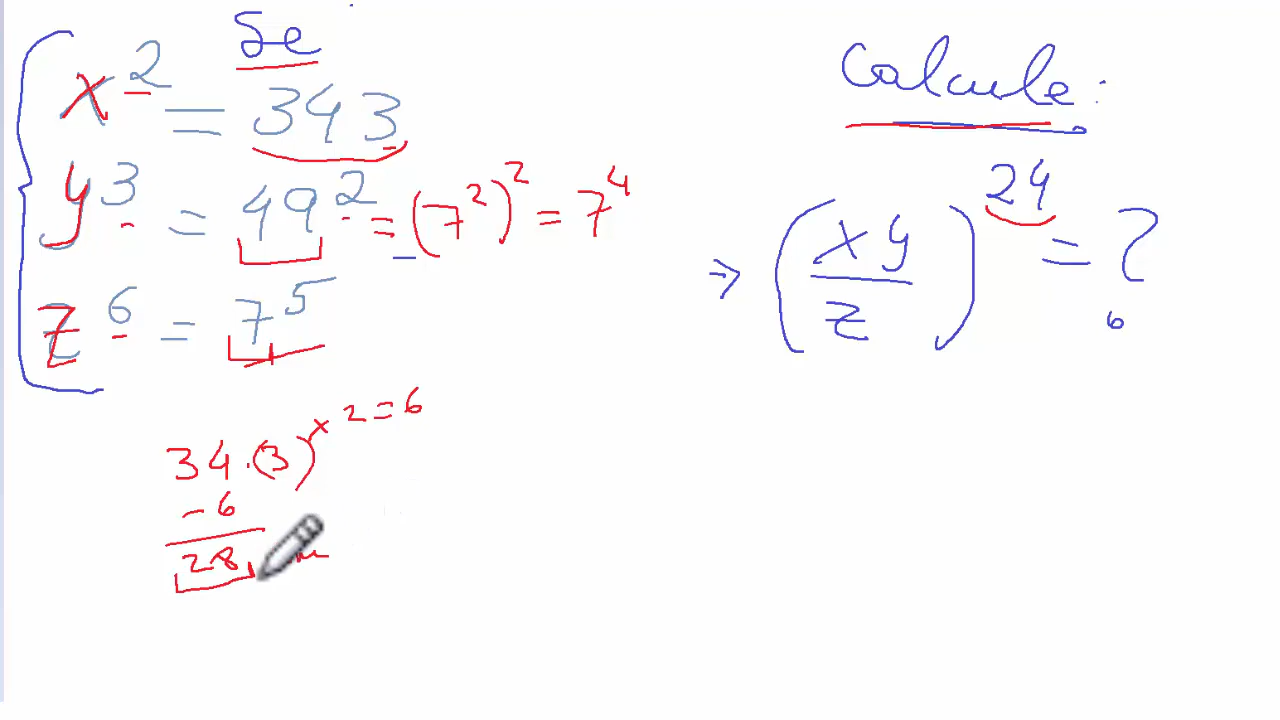 Se
x² = 343
y³ = 49² = (7²)² = 7⁴
z⁶ = 7⁵
34·(3)ˣ ² ⁼ ⁶
- 6
28
Calcule:
⇒ (xy/z)²⁴ = ?
6